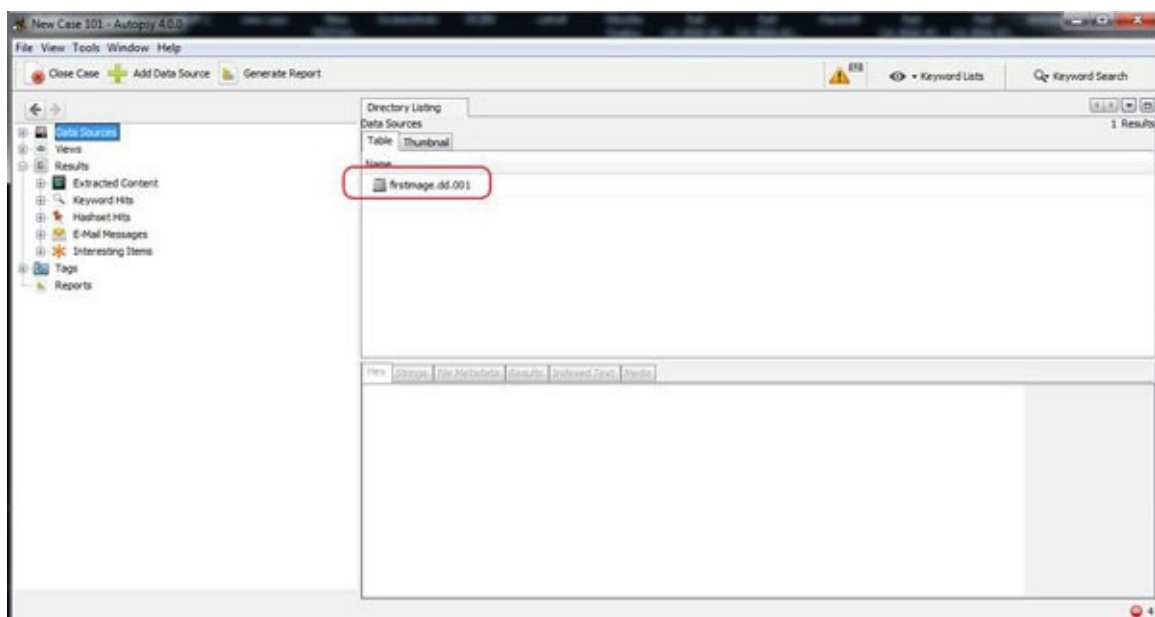 New Case 101 - Autopsy 4.0.0
File View Tools Window Help
Close Case Add Data Source Generate Report
Keyword Lists
Keyword Search
Directory Listing
Data Sources
1 Results
Table Thumbnail
Name
firstmage.dd.001
Data Sources
Views
Results
Extracted Content
Keyword Hits
Hashset Hits
E-Mail Messages
Interesting Items
Tags
Reports
Hex Strings File Metadata Results Indexed Text Media
4